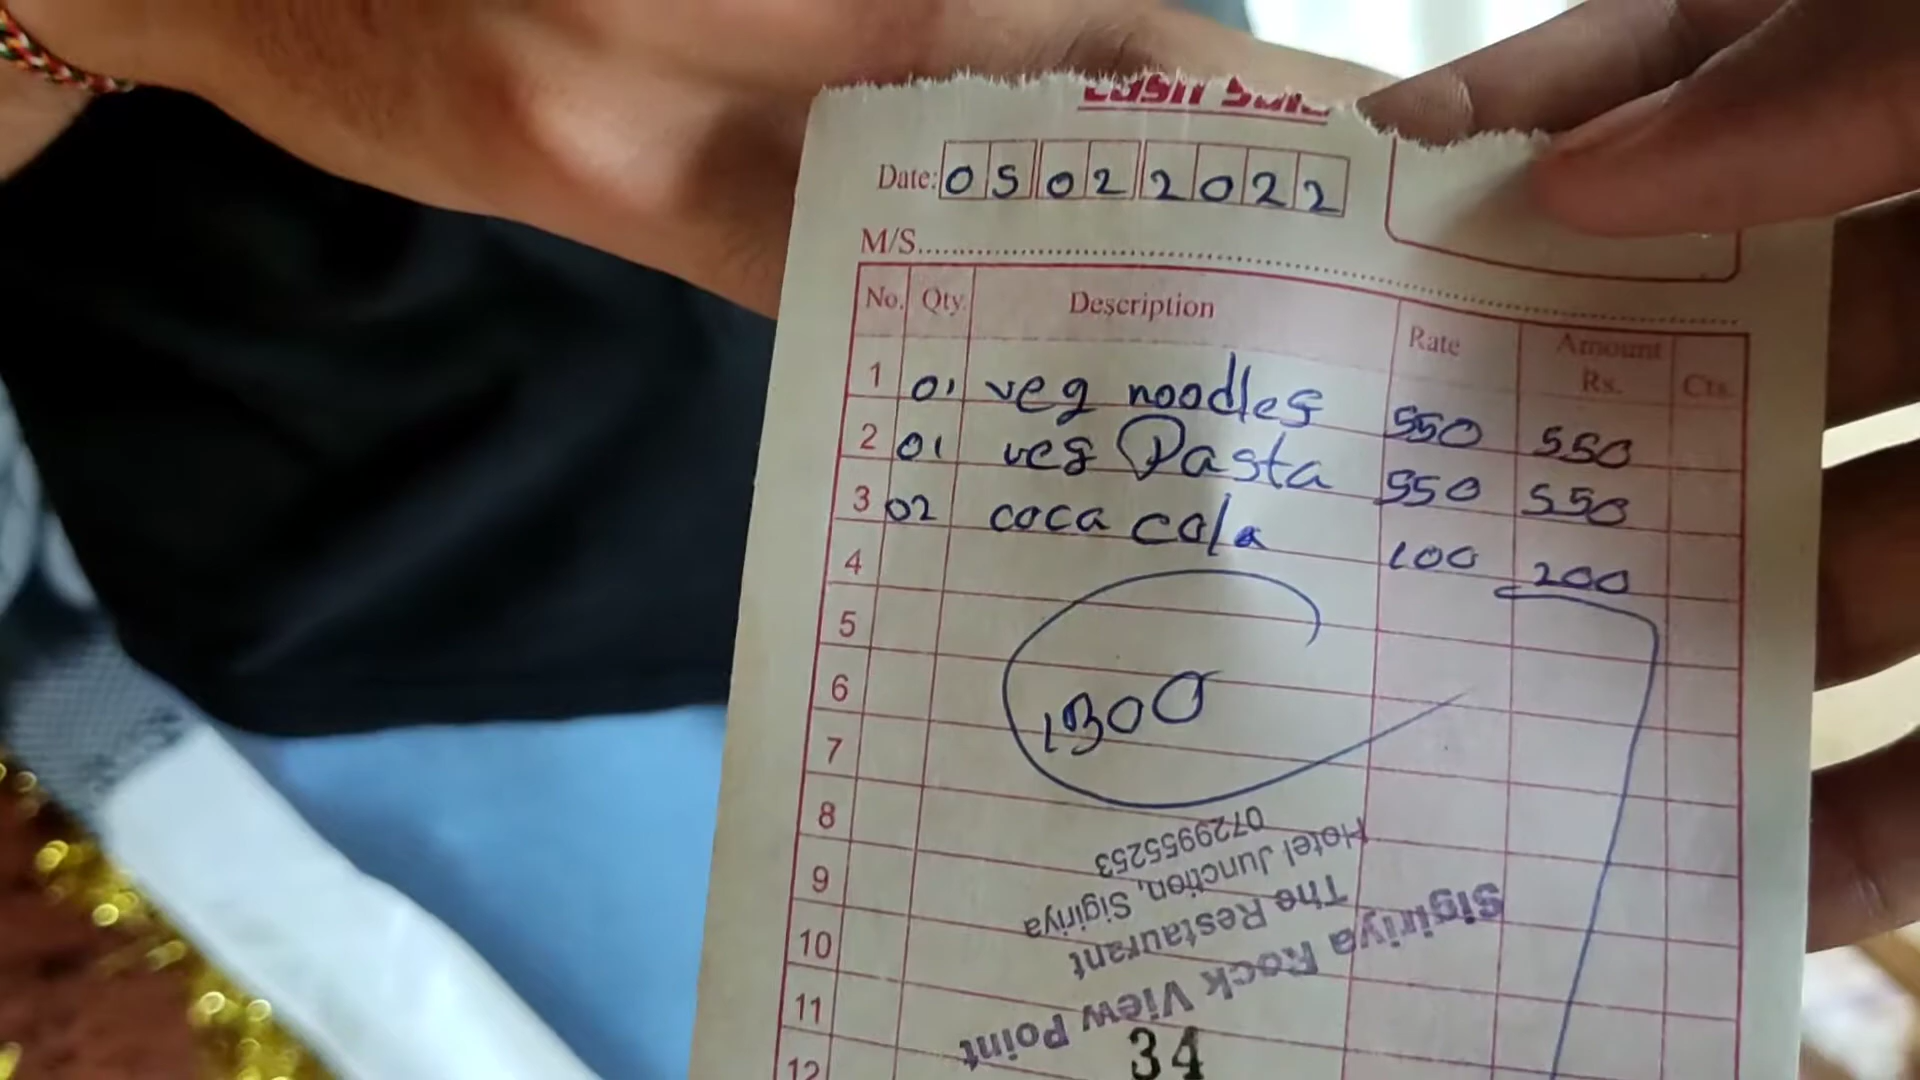 Cash Sale
Date: 05 02 2022
M/S
No. Qty. Description Rate Amount Rs. Cts.
1 01 veg noodles 550 550
2 01 veg Pasta 550 550
3 02 coca cola 100 200
4
5
6
7
8
9
10
11
12
1300
Sigiriya Rock View Point
The Restaurant
Hotel Junction, Sigiriya
0729955253
34